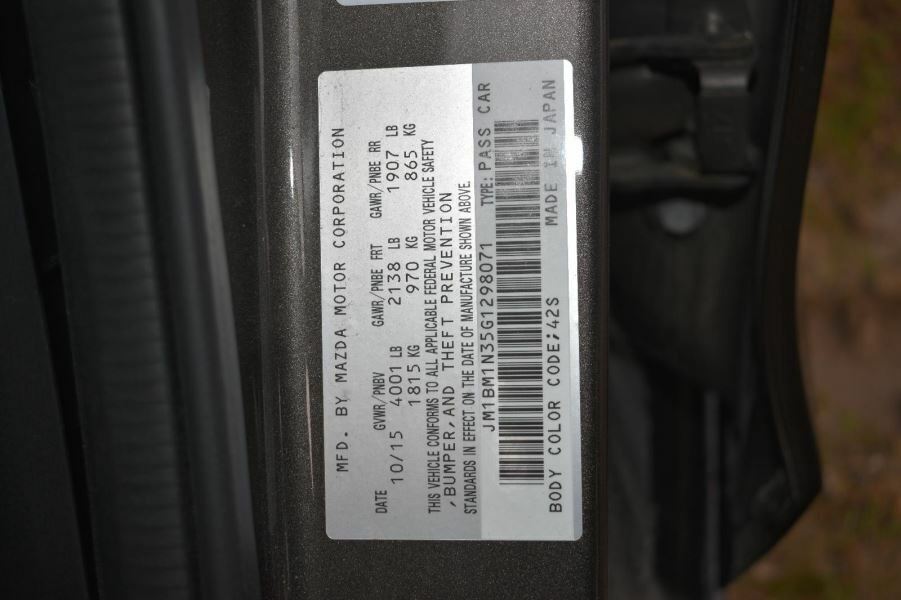 MFD. BY MAZDA MOTOR CORPORATION
DATE GVWR/PNBV GAWR/PNBE FRT GAWR/PNBE RR
10/15 4001 LB 2138 LB 1907 LB
1815 KG 970 KG 865 KG
THIS VEHICLE CONFORMS TO ALL APPLICABLE FEDERAL MOTOR VEHICLE SAFETY
, BUMPER, AND THEFT PREVENTION
STANDARDS IN EFFECT ON THE DATE OF MANUFACTURE SHOWN ABOVE.
JM1BM1N35G1298071 TYPE: PASS CAR
BODY COLOR CODE;42S MADE IN JAPAN